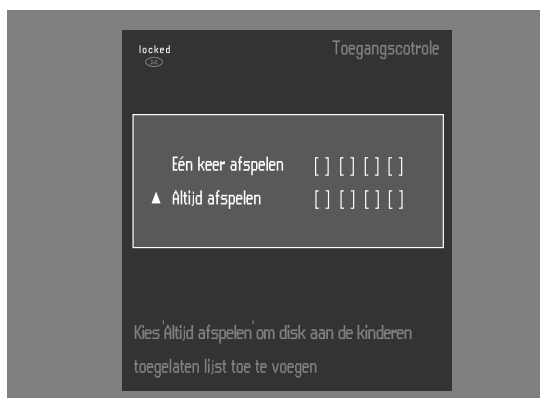 locked
Toegangscotrole
Eén keer afspelen [ ] [ ] [ ] [ ]
▲ Altijd afspelen [ ] [ ] [ ] [ ]
Kies 'Altijd afspelen' om disk aan de kinderen
toegelaten lijst toe te voegen